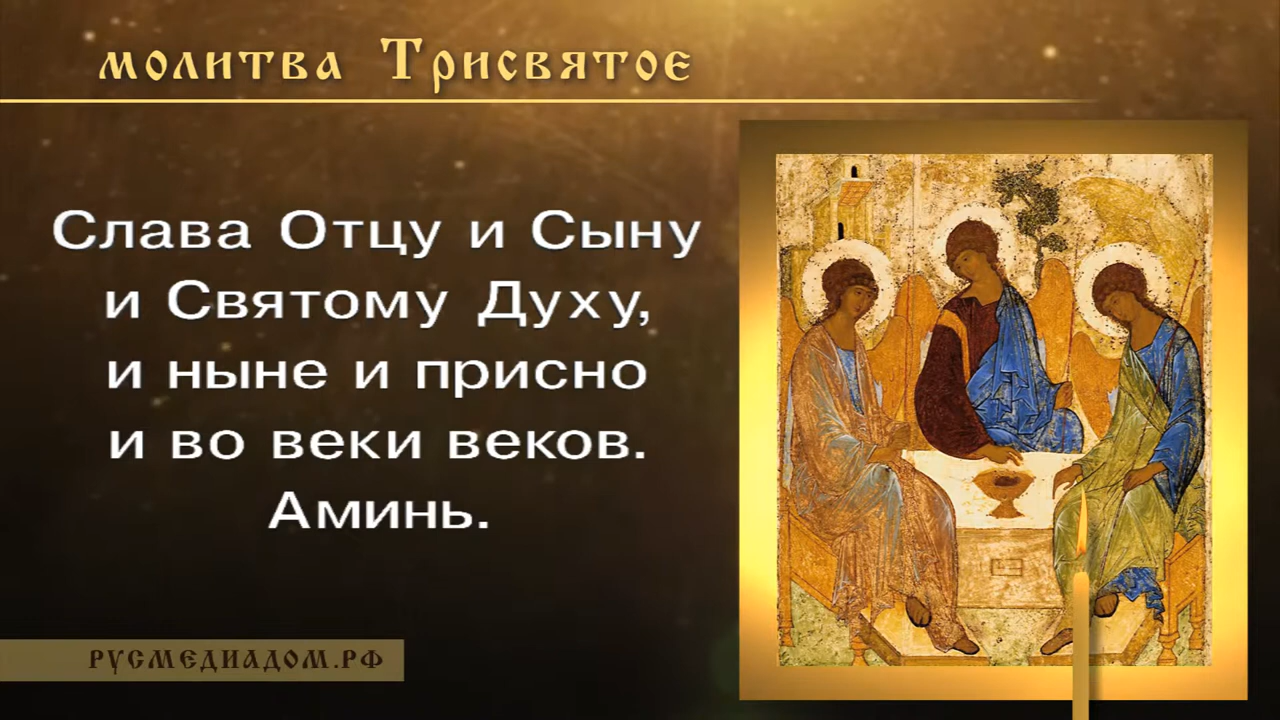 молитва Трисвятое
Слава Отцу и Сыну
и Святому Духу,
и ныне и присно
и во веки веков.
Аминь.
РУСМЕДИАДОМ.РФ